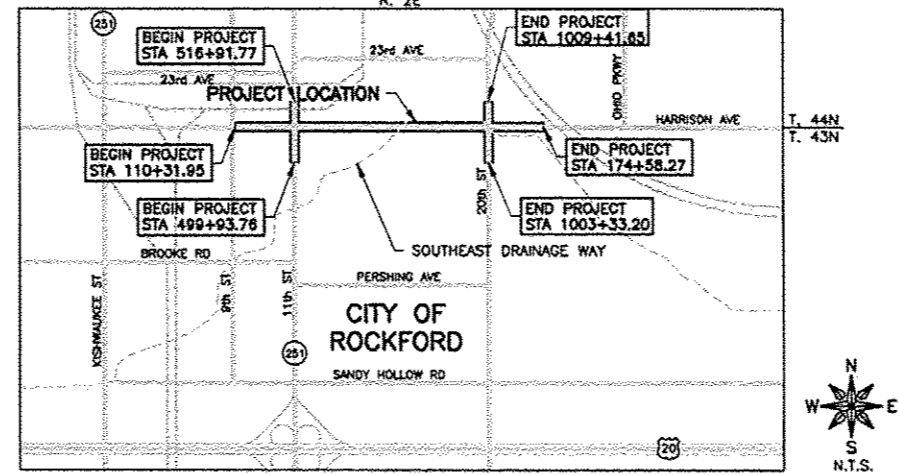 R. 2E
251
BEGIN PROJECT
STA 516+91.77
END PROJECT
STA 1009+41.65
23rd AVE
23rd AVE
OHIO PKWY
PROJECT LOCATION
HARRISON AVE
T. 44N
T. 43N
BEGIN PROJECT
STA 110+31.95
END PROJECT
STA 174+58.27
BEGIN PROJECT
STA 499+93.76
20th ST
END PROJECT
STA 1003+33.20
BROOKE RD
SOUTHEAST DRAINAGE WAY
KISHWAUKEE ST
9th ST
11th ST
PERSHING AVE
CITY OF
ROCKFORD
251
SANDY HOLLOW RD
20
N
W E
S
N.T.S.